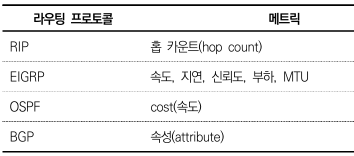 라우팅 프로토콜 메트릭
RIP 홉 카운트(hop count)
EIGRP 속도, 지연, 신뢰도, 부하, MTU
OSPF cost(속도)
BGP 속성(attribute)